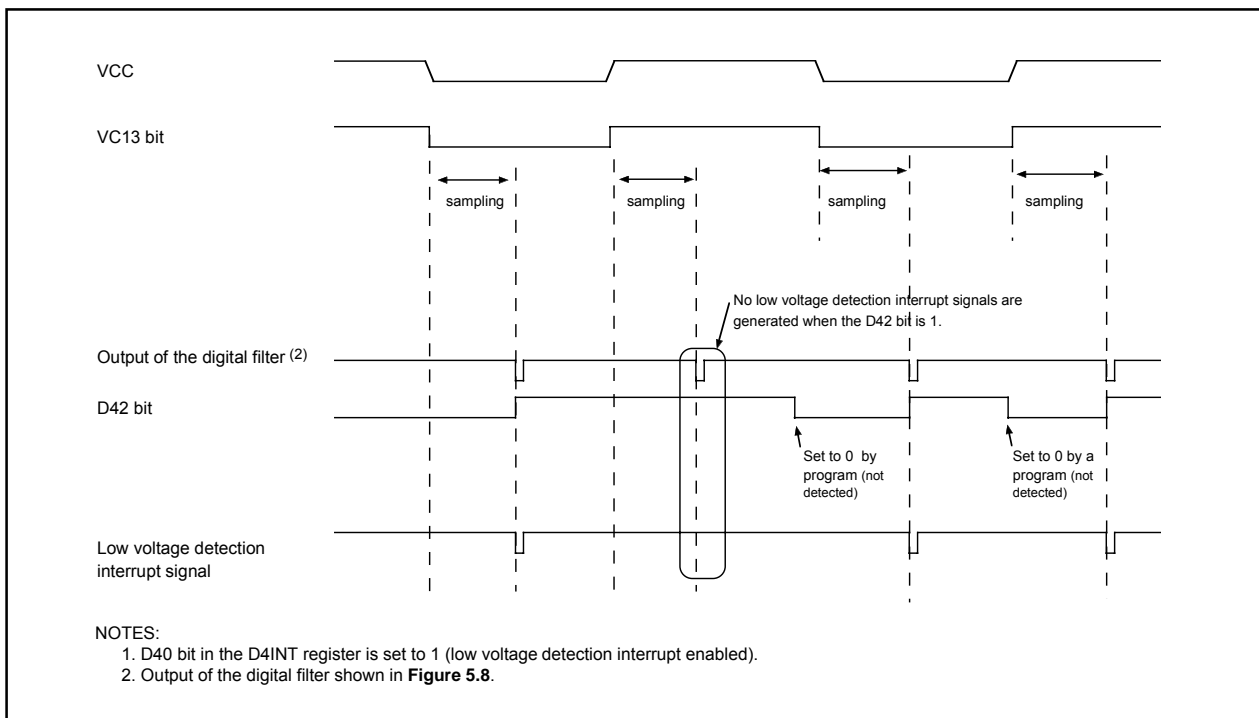 VCC
VC13 bit
sampling
sampling
sampling
sampling
No low voltage detection interrupt signals are
generated when the D42 bit is 1.
Output of the digital filter (2)
D42 bit
Set to 0 by
program (not
detected)
Set to 0 by a
program (not
detected)
Low voltage detection
interrupt signal
NOTES:
1. D40 bit in the D4INT register is set to 1 (low voltage detection interrupt enabled).
2. Output of the digital filter shown in Figure 5.8.